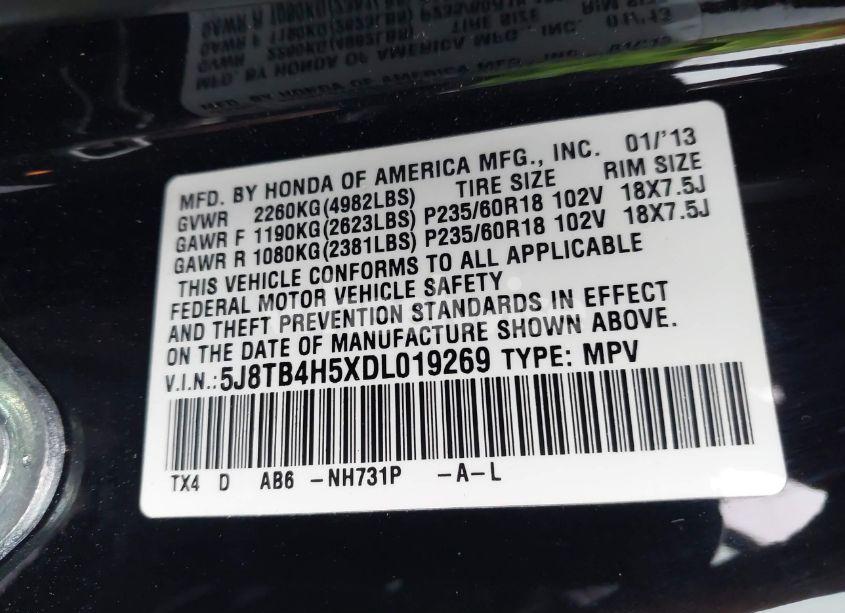 MFD. BY HONDA OF AMERICA MFG., INC. 01/'13
GVWR 2260KG(4982LBS) TIRE SIZE RIM SIZE
GAWR F 1190KG(2623LBS) P235/60R18 102V 18X7.5J
GAWR R 1080KG(2381LBS) P235/60R18 102V 18X7.5J
THIS VEHICLE CONFORMS TO ALL APPLICABLE
FEDERAL MOTOR VEHICLE SAFETY
AND THEFT PREVENTION STANDARDS IN EFFECT
ON THE DATE OF MANUFACTURE SHOWN ABOVE.
V.I.N.: 5J8TB4H5XDL019269 TYPE: MPV
TX4 D AB6 -NH731P -A-L